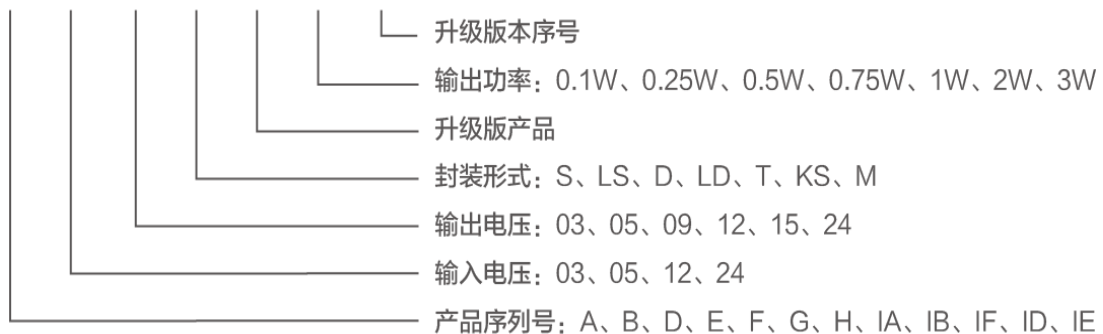 升级版本序号
输出功率：0.1W、0.25W、0.5W、0.75W、1W、2W、3W
升级版产品
封装形式：S、LS、D、LD、T、KS、M
输出电压：03、05、09、12、15、24
输入电压：03、05、12、24
产品序列号：A、B、D、E、F、G、H、IA、IB、IF、ID、IE